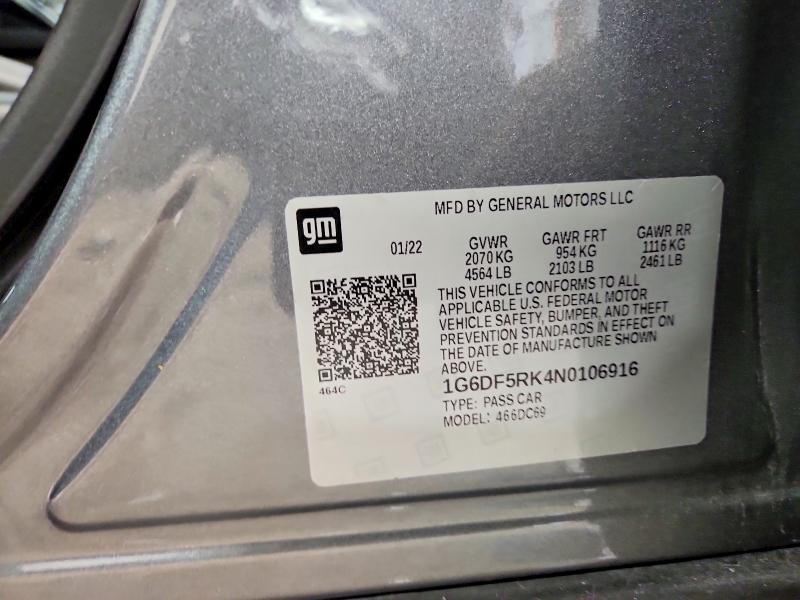 gm
MFD BY GENERAL MOTORS LLC
01/22
GVWR
2070 KG
4564 LB
GAWR FRT
954 KG
2103 LB
GAWR RR
1116 KG
2461 LB
THIS VEHICLE CONFORMS TO ALL
APPLICABLE U.S. FEDERAL MOTOR
VEHICLE SAFETY, BUMPER, AND THEFT
PREVENTION STANDARDS IN EFFECT ON
THE DATE OF MANUFACTURE SHOWN
ABOVE.
464C
1G6DF5RK4N0106916
TYPE: PASS CAR
MODEL: 466DC69